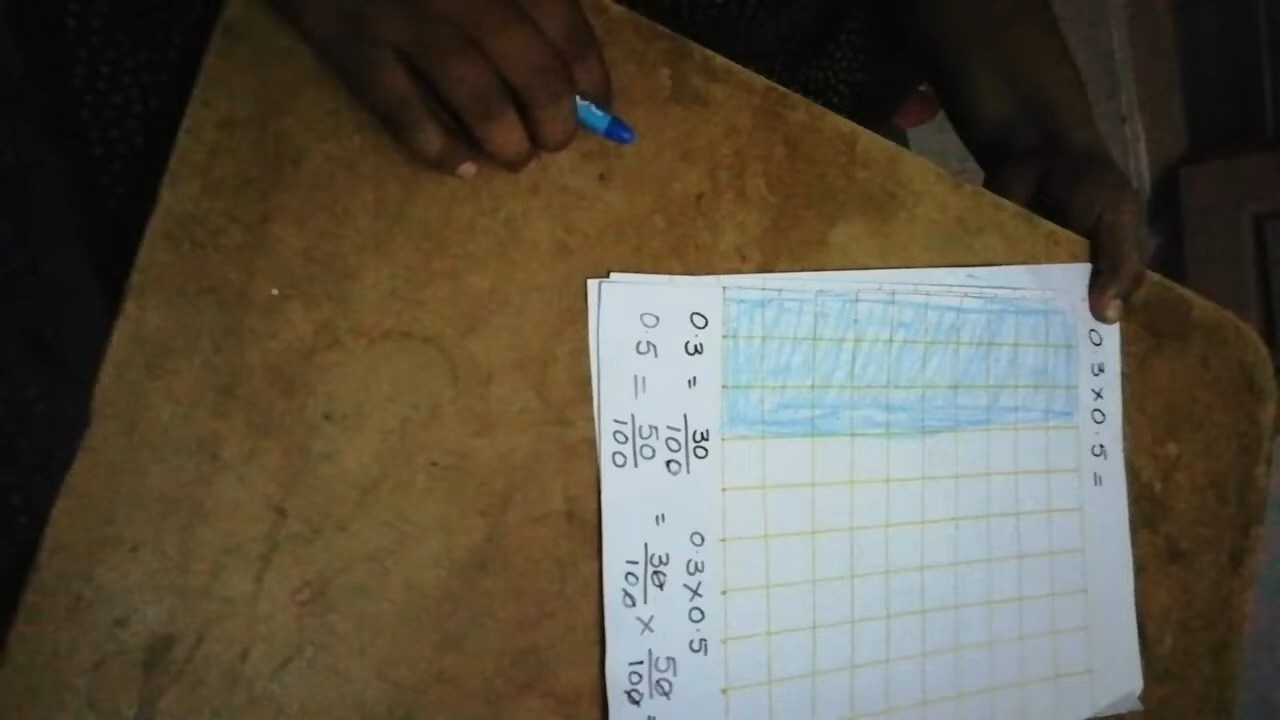 0.3 × 0.5 =
0.3 = 30/100
0.5 = 50/100
0.3 × 0.5
= 30/100 × 50/100 =